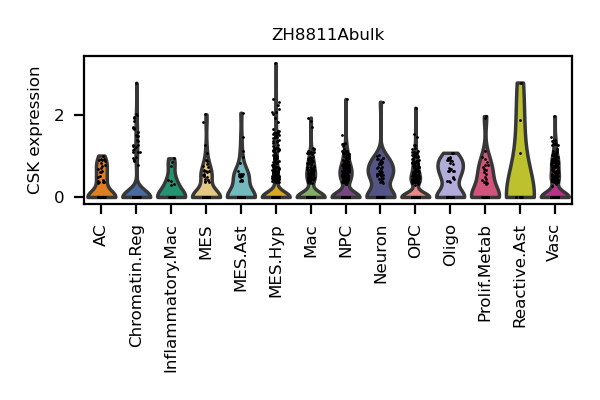 ZH8811Abulk
CSK expression
2
0
AC
Chromatin.Reg
Inflammatory.Mac
MES
MES.Ast
MES.Hyp
Mac
NPC
Neuron
OPC
Oligo
Prolif.Metab
Reactive.Ast
Vasc